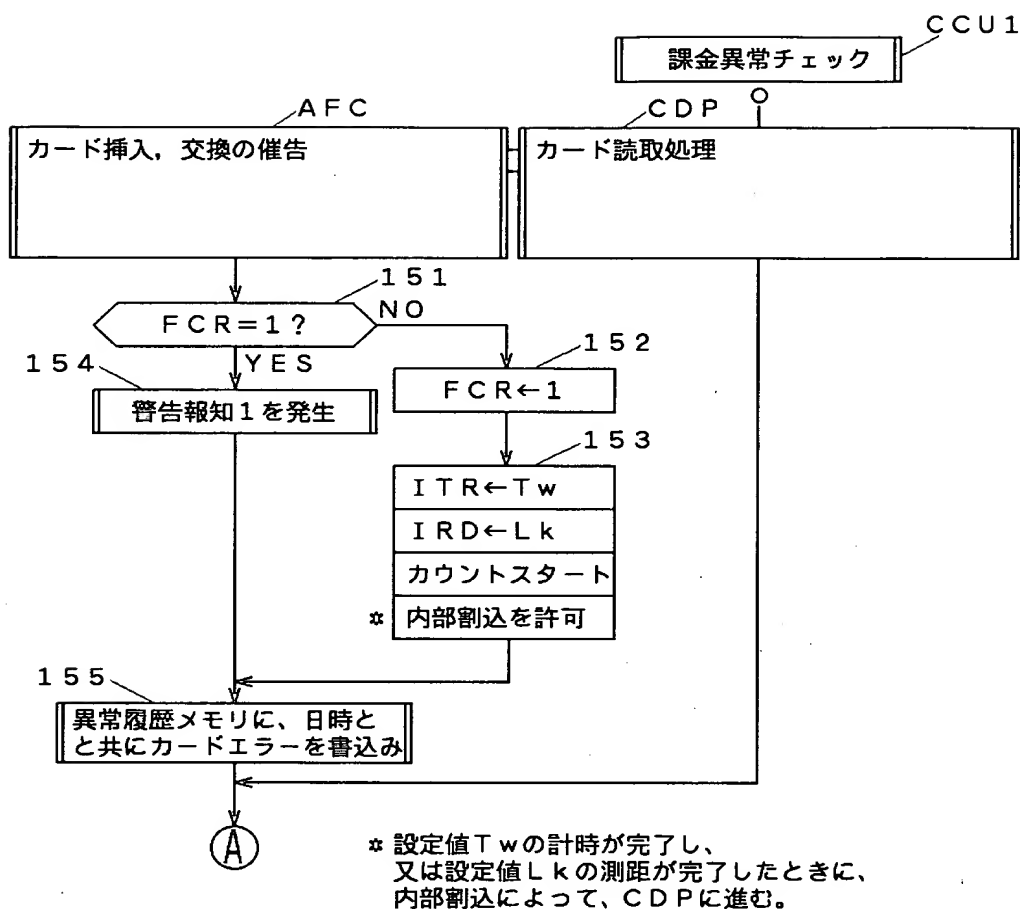 CCU1
課金異常チェック
AFC
CDP
カード挿入,交換の催告
カード読取処理
151
FCR=1?
NO
YES
152
FCR←1
154
警告報知1を発生
153
ITR←Tw
IRD←Lk
カウントスタート
* 内部割込を許可
155
異常履歴メモリに、日時と
と共にカードエラーを書込み
A
* 設定値Twの計時が完了し、
又は設定値Lkの測距が完了したときに、
内部割込によって、CDPに進む。